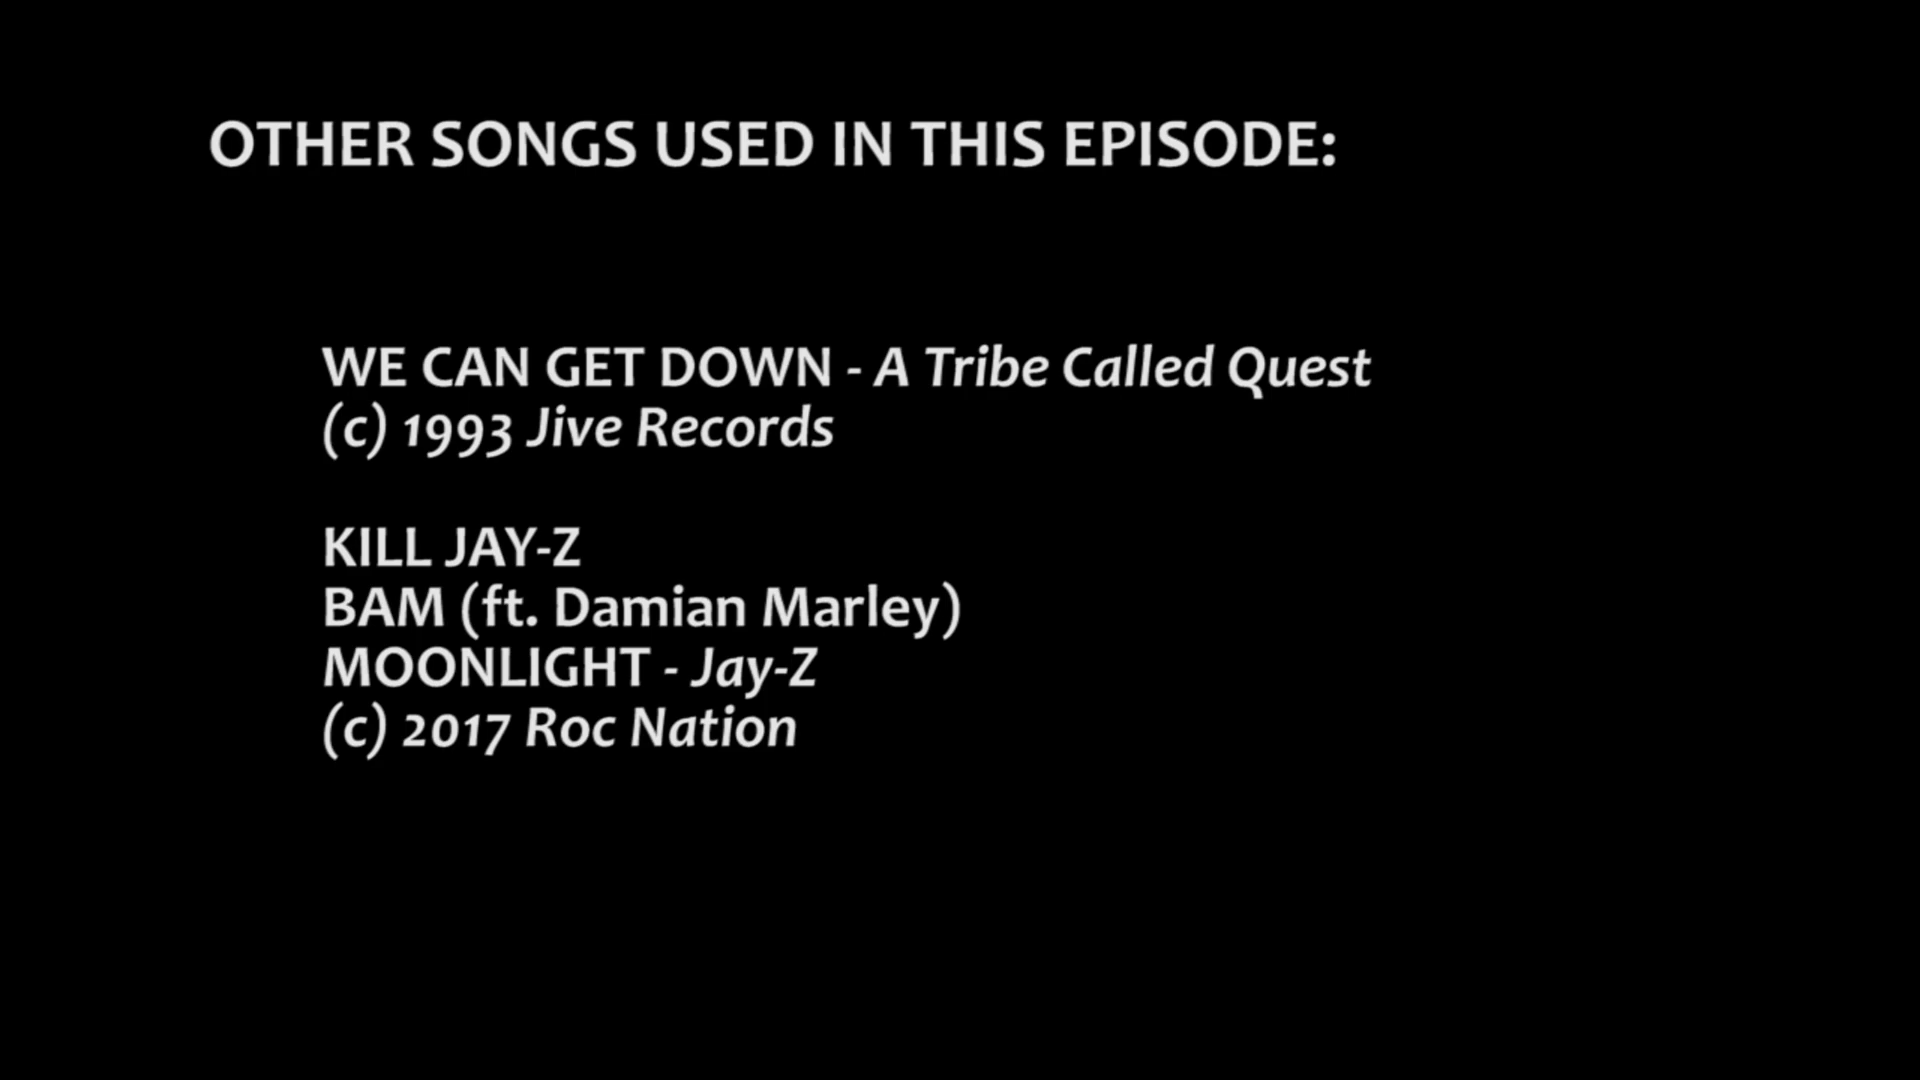 OTHER SONGS USED IN THIS EPISODE:
WE CAN GET DOWN - A Tribe Called Quest
(c) 1993 Jive Records
KILL JAY-Z
BAM (ft. Damian Marley)
MOONLIGHT - Jay-Z
(c) 2017 Roc Nation